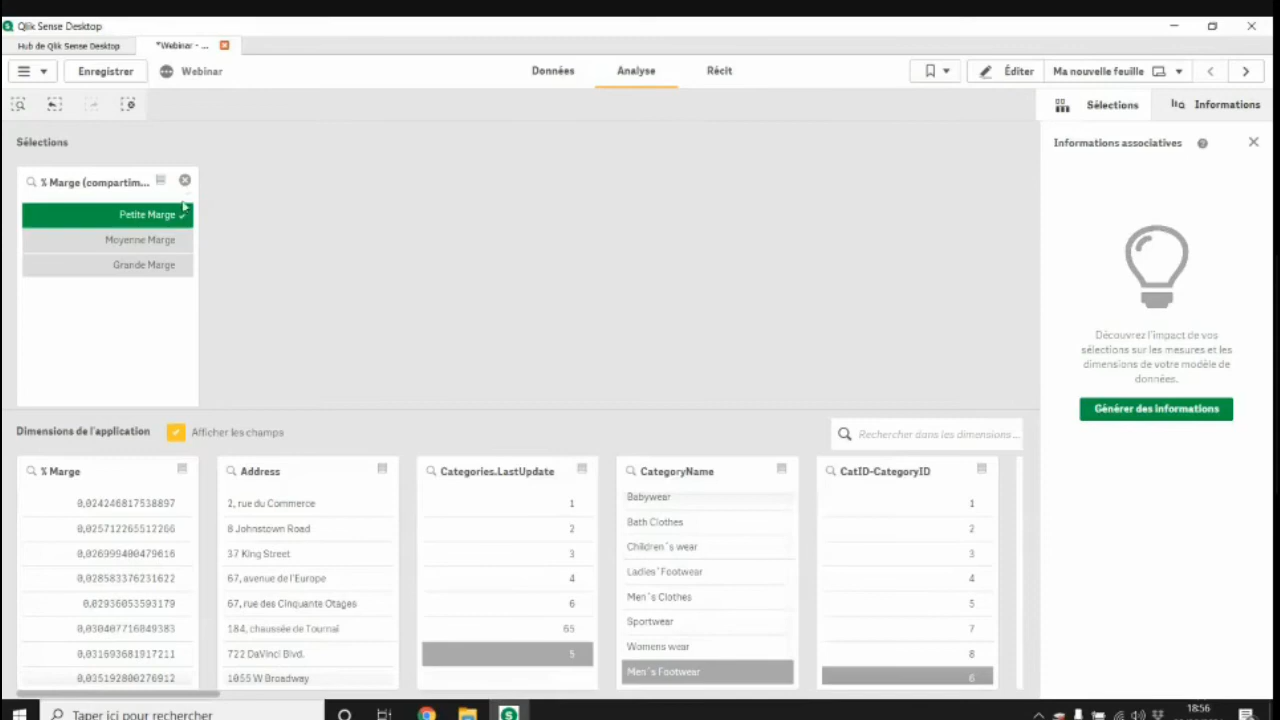 Qlik Sense Desktop
Hub de Qlik Sense Desktop
*Webinar - ...
Enregistrer
Webinar
Données
Analyse
Récit
Éditer
Ma nouvelle feuille
Sélections
Informations
Sélections
Informations associatives
% Marge (compartim...
Petite Marge
Moyenne Marge
Grande Marge
Découvrez l'impact de vos
sélections sur les mesures et les
dimensions de votre modèle de
données.
Générer des informations
Dimensions de l'application
Afficher les champs
Rechercher dans les dimensions ...
% Marge
0,024246817538897
0,025712265512266
0,026999400479616
0,028583376231622
0,02936053593179
0,030407716849383
0,031693681917211
0,035192800276912
Address
2, rue du Commerce
8 Johnstown Road
37 King Street
67, avenue de l'Europe
67, rue des Cinquante Otages
184, chaussée de Tournai
722 DaVinci Blvd.
1055 W Broadway
Categories.LastUpdate
1
2
3
4
6
65
5
CategoryName
Babywear
Bath Clothes
Children´s wear
Ladies´Footwear
Men´s Clothes
Sportwear
Womens wear
Men´s Footwear
CatID-CategoryID
1
2
3
4
5
7
8
6
Taper ici pour rechercher
18:56